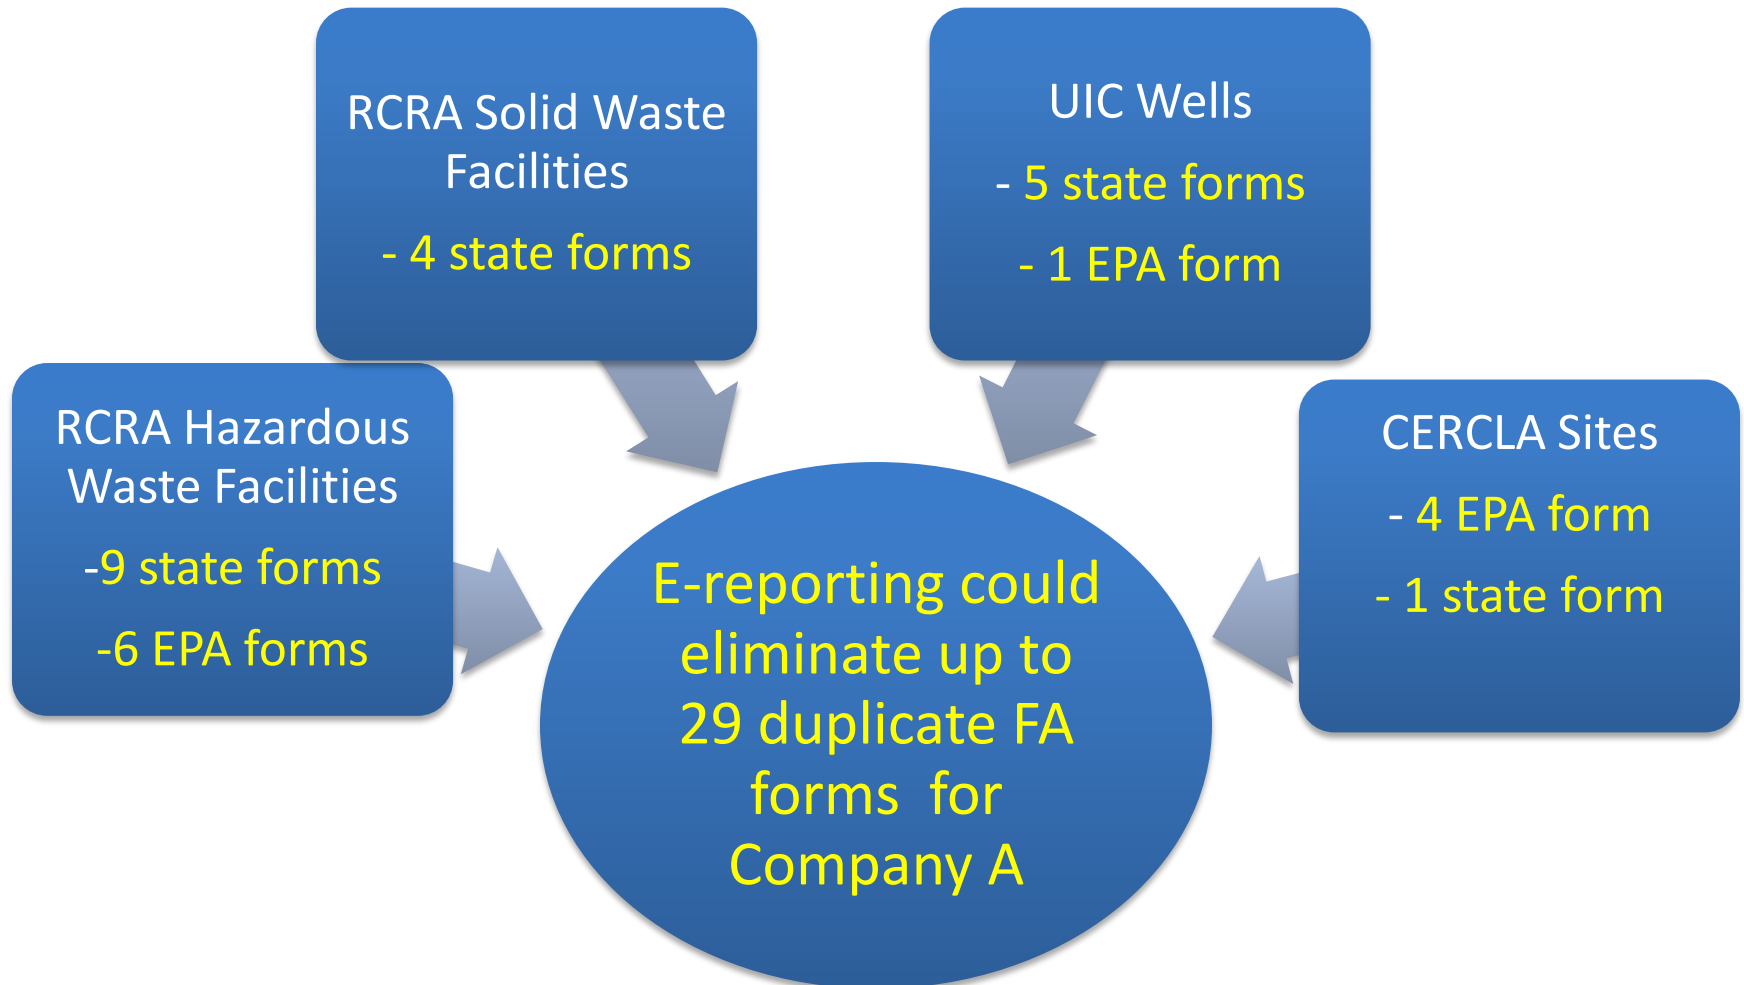 RCRA Solid Waste
Facilities
- 4 state forms
UIC Wells
- 5 state forms
- 1 EPA form
RCRA Hazardous
Waste Facilities
-9 state forms
-6 EPA forms
CERCLA Sites
- 4 EPA form
- 1 state form
E-reporting could
eliminate up to
29 duplicate FA
forms  for
Company A